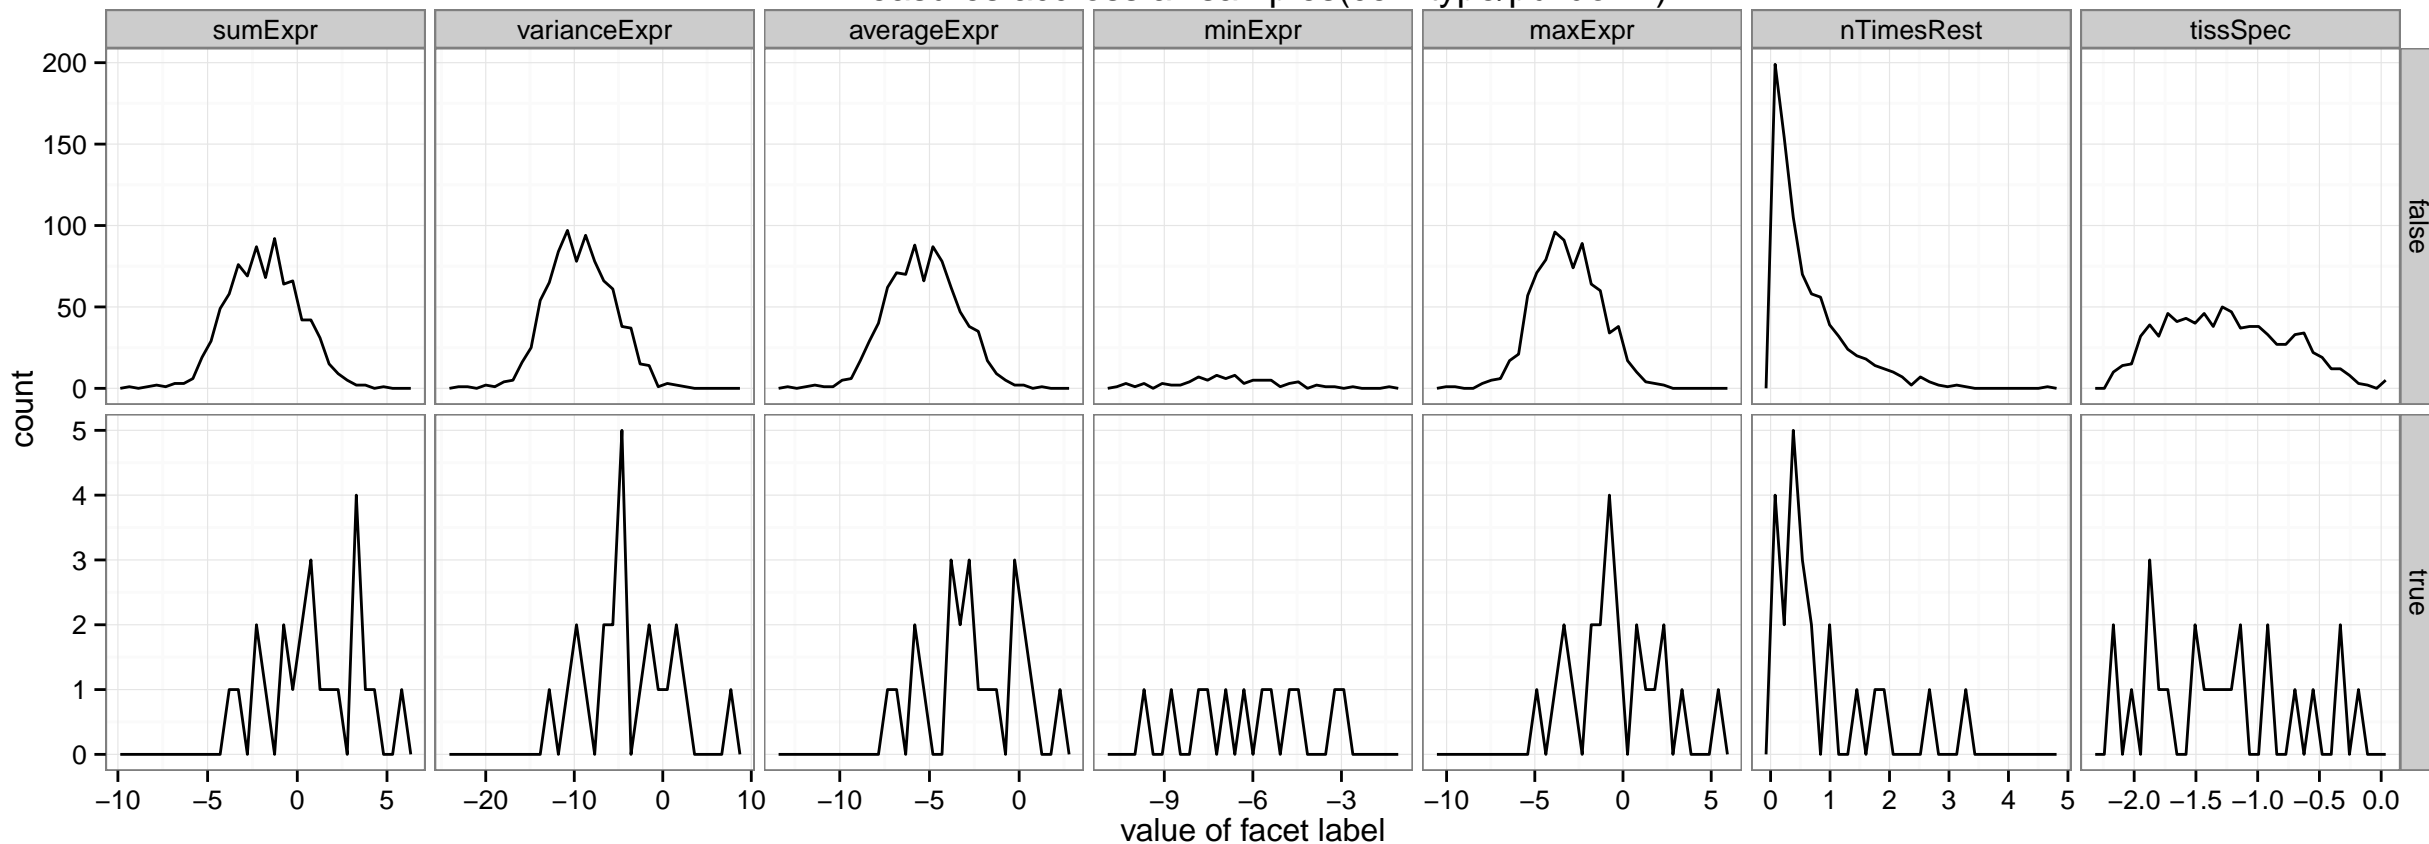 sumExpr varianceExpr averageExpr minExpr maxExpr nTimesRest tissSpec
200
150
100
50
0
false
5
4
3
2
1
0
true
count
−10 −5 0 5 −20 −10 0 10 −10 −5 0 −9 −6 −3 −10 −5 0 5 0 1 2 3 4 5 −2.0 −1.5 −1.0 −0.5 0.0
value of facet label